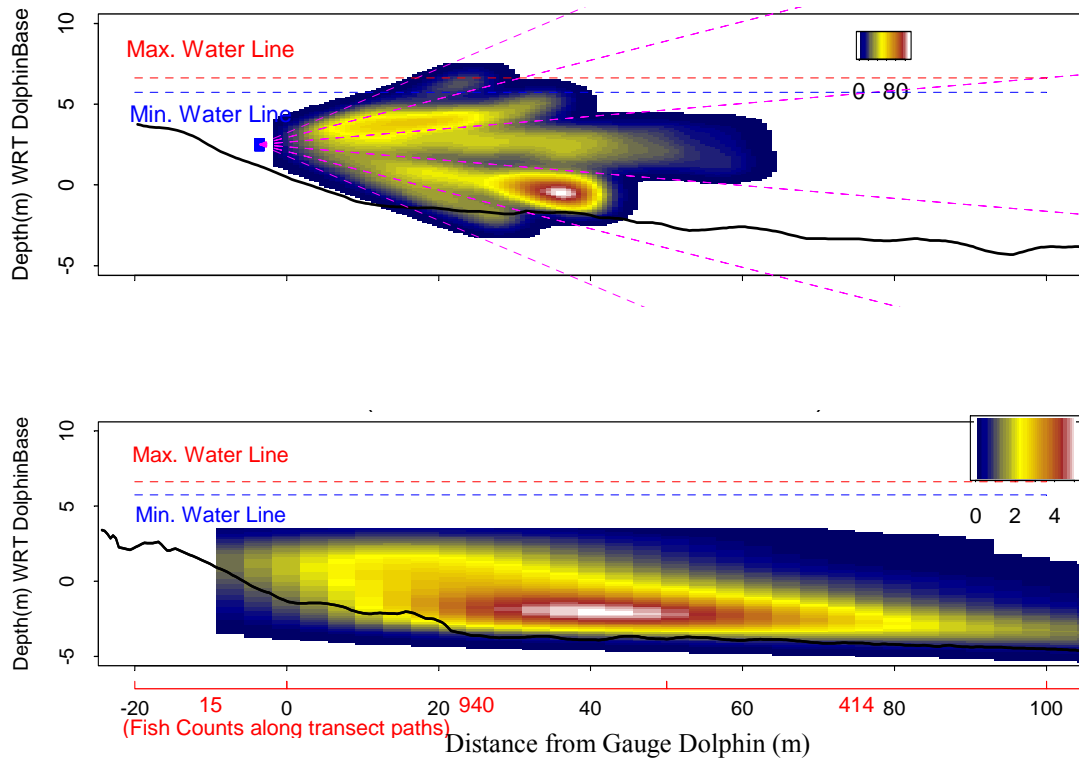 10
5
0
-5
Depth(m) WRT DolphinBase
Max. Water Line
Min. Water Line
0 80
10
5
0
-5
Depth(m) WRT DolphinBase
Max. Water Line
Min. Water Line
0 2 4
-20 0 20 40 60 80 100
15 940 414
(Fish Counts along transect paths)
Distance from Gauge Dolphin (m)